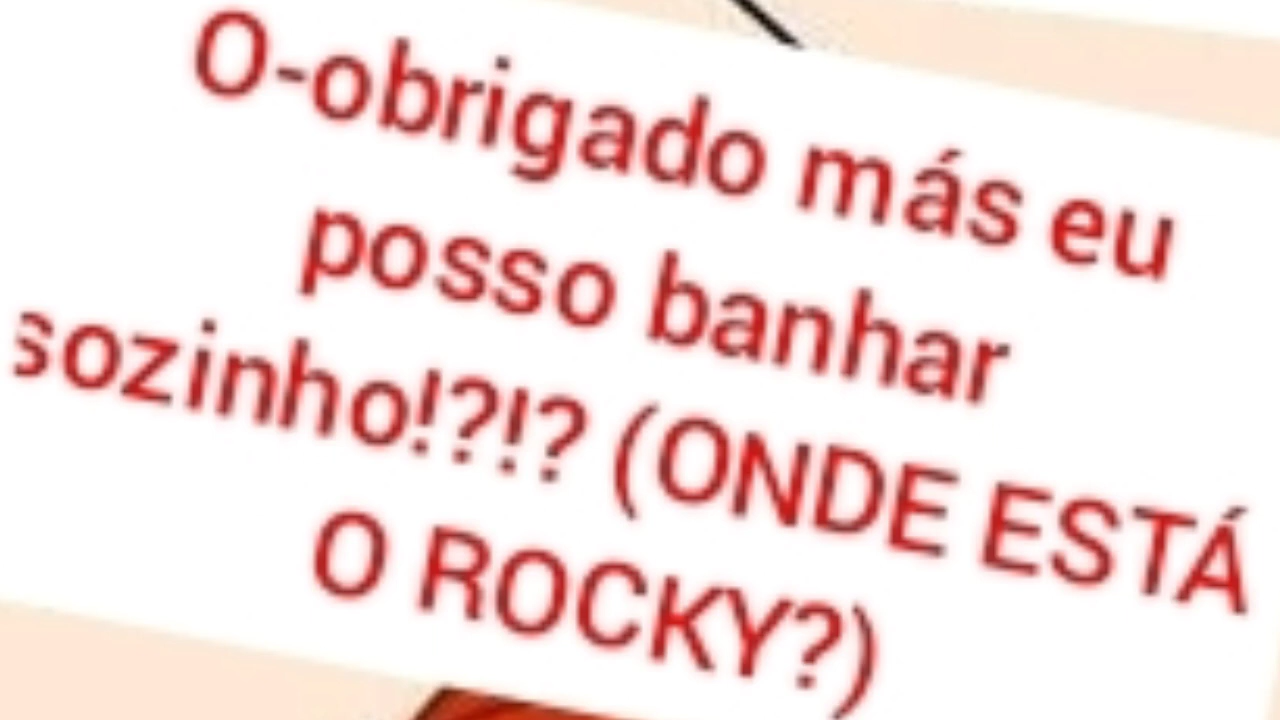 O-obrigado más eu
posso banhar
sozinho!?!? (ONDE ESTÁ
O ROCKY?)